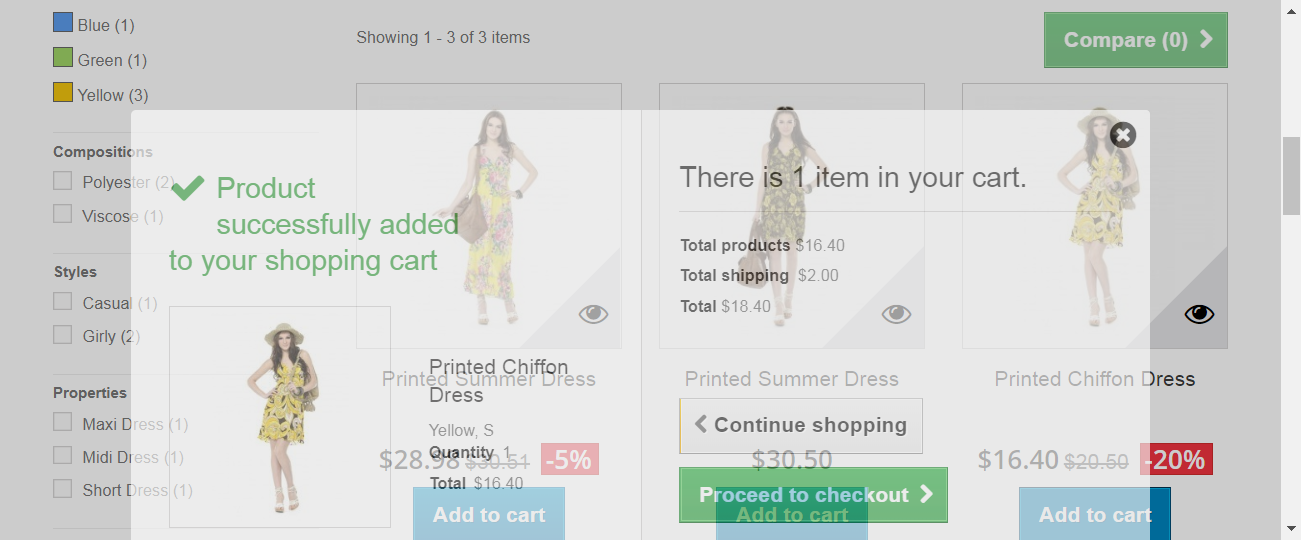 Blue (1)
Green (1)
Yellow (3)
Compositions
Polyester (2)
Viscose (1)
Styles
Casual (1)
Girly (2)
Properties
Maxi Dress (1)
Midi Dress (1)
Short Dress (1)
Showing 1 - 3 of 3 items
Compare (0)
Product
successfully added
to your shopping cart
Printed Chiffon
Dress
Yellow, S
Quantity 1
Total $16.40
There is 1 item in your cart.
Total products $16.40
Total shipping $2.00
Total $18.40
Continue shopping
Proceed to checkout
Printed Summer Dress
$28.98 $30.51 -5%
Add to cart
Printed Summer Dress
$30.50
Add to cart
Printed Chiffon Dress
$16.40 $20.50 -20%
Add to cart